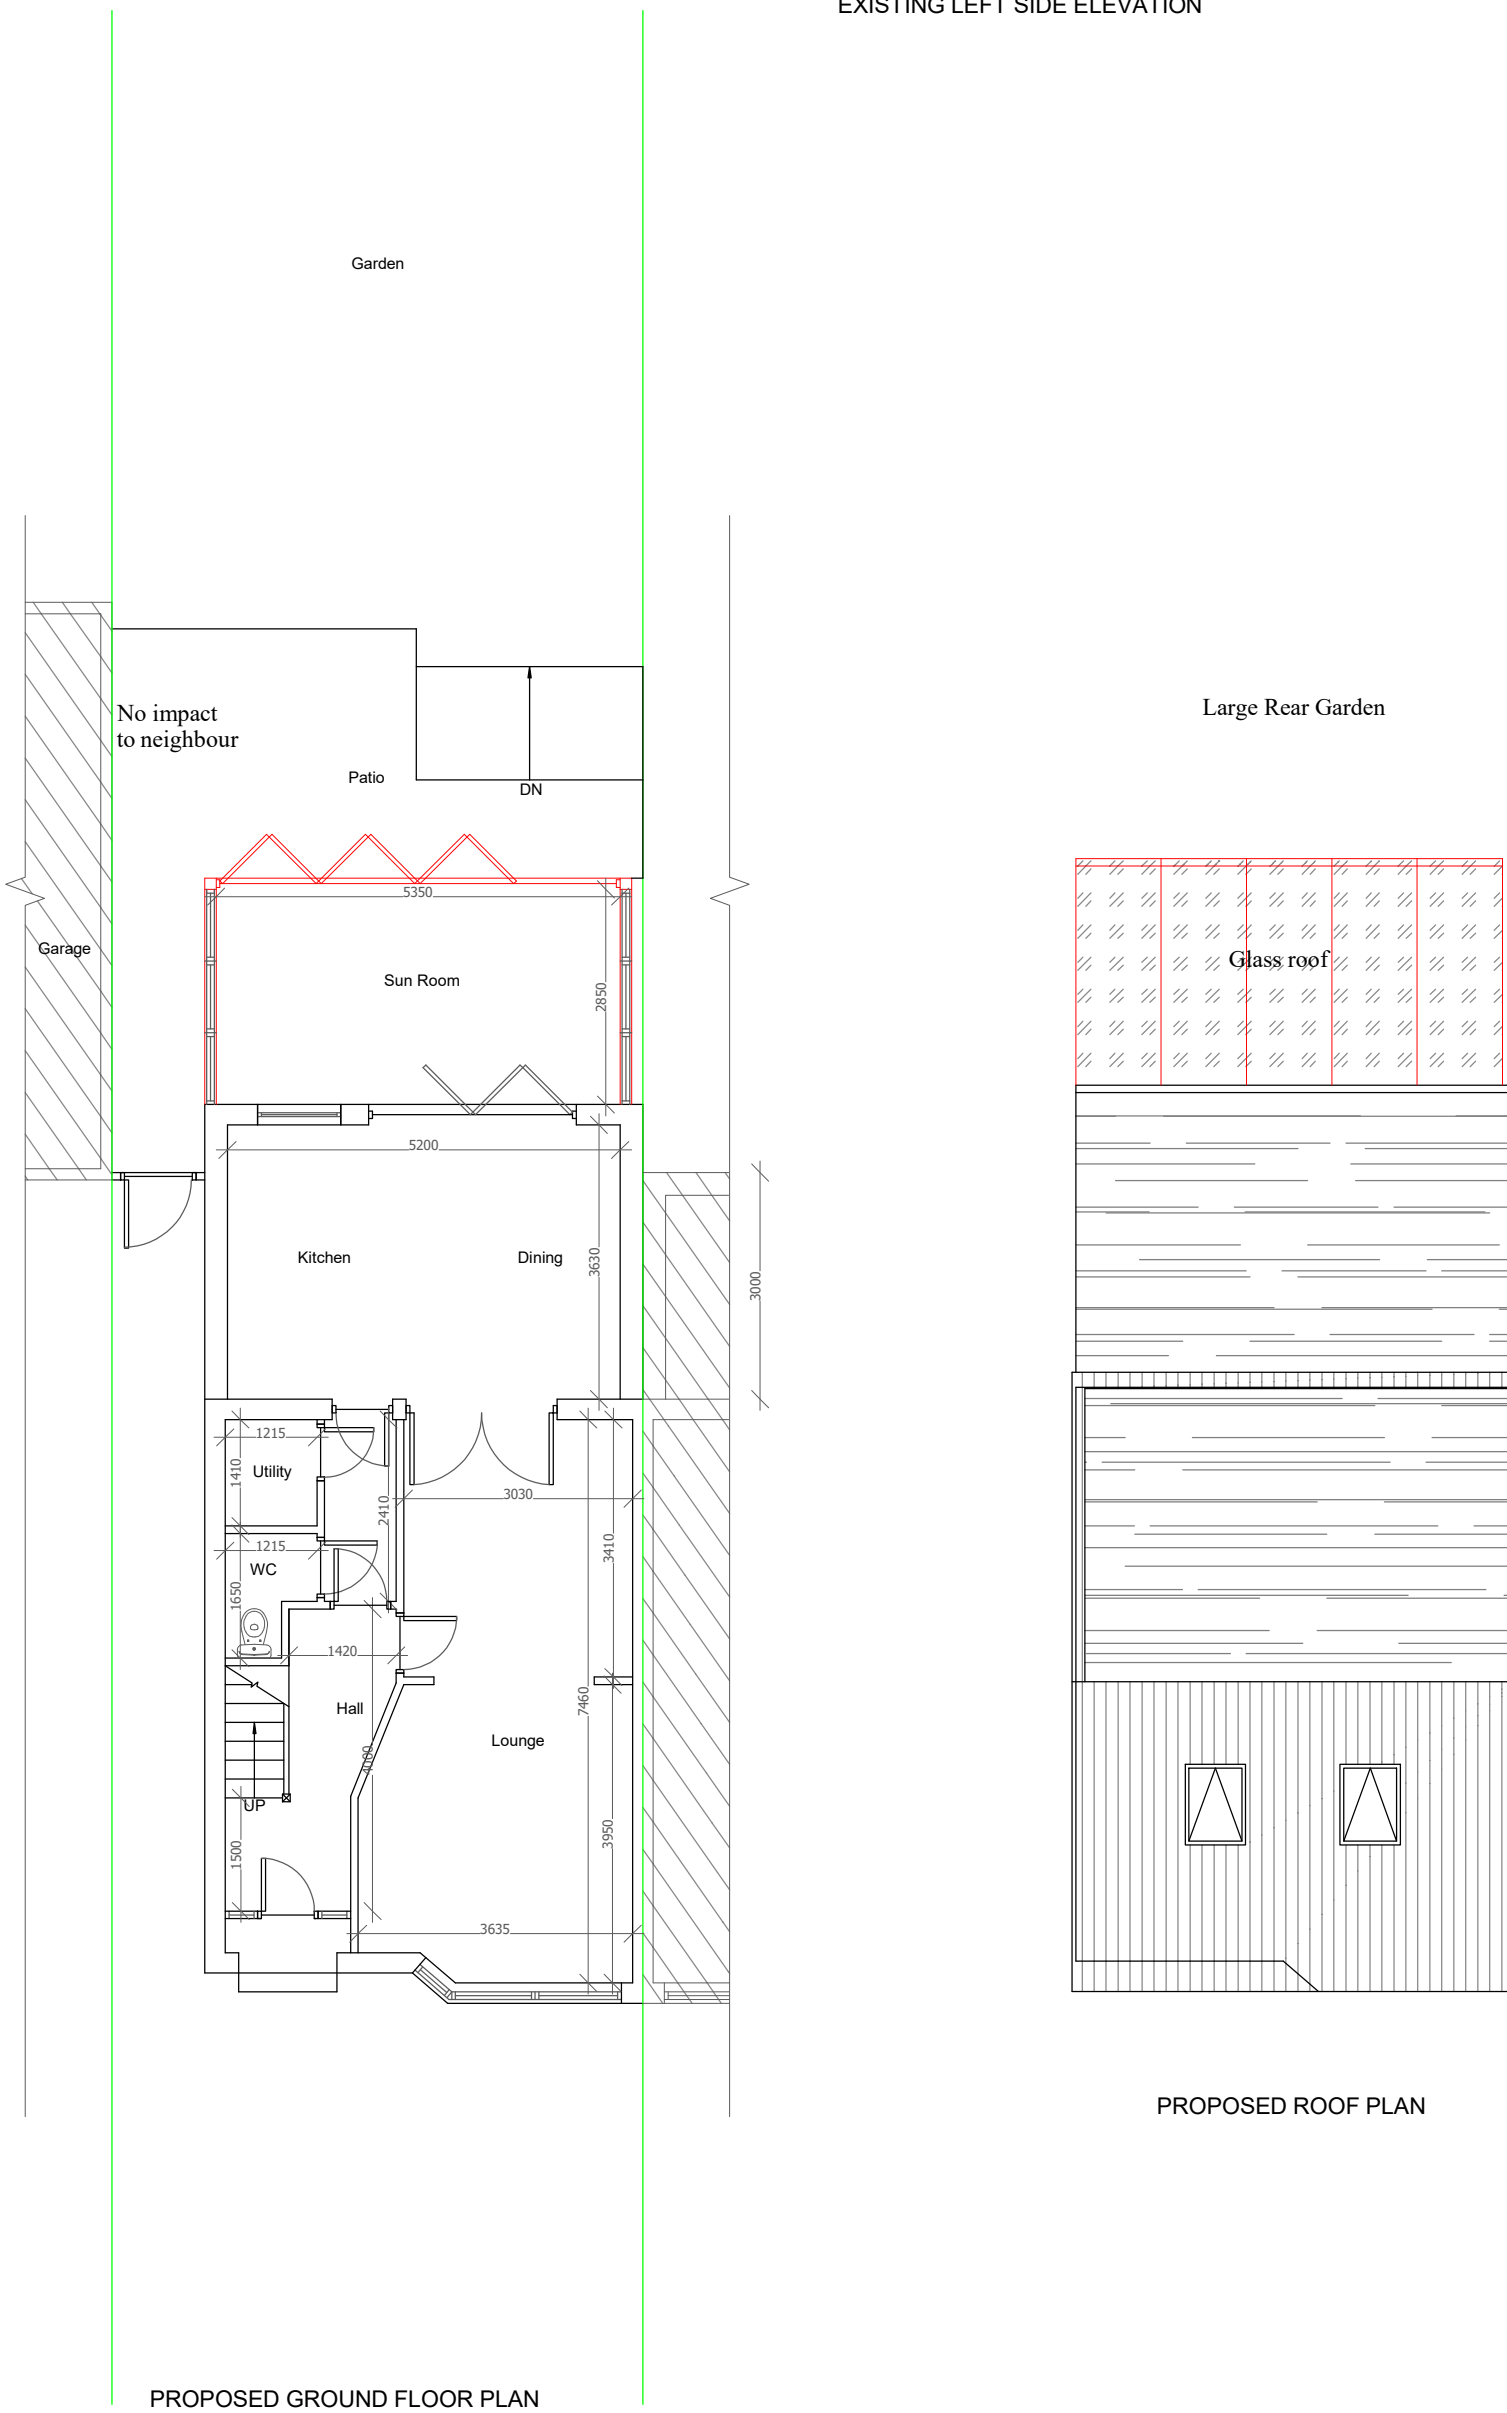 EXISTING LEFT SIDE ELEVATION
Garden
No impact
to neighbour
Patio
DN
Large Rear Garden
5350
Garage
Sun Room
2850
Glass roof
5200
Kitchen
Dining
3630
3000
1215
1410
Utility
2410
3030
3410
1215
WC
1650
1420
Hall
7460
Lounge
4000
UP
3950
1500
3635
PROPOSED ROOF PLAN
PROPOSED GROUND FLOOR PLAN